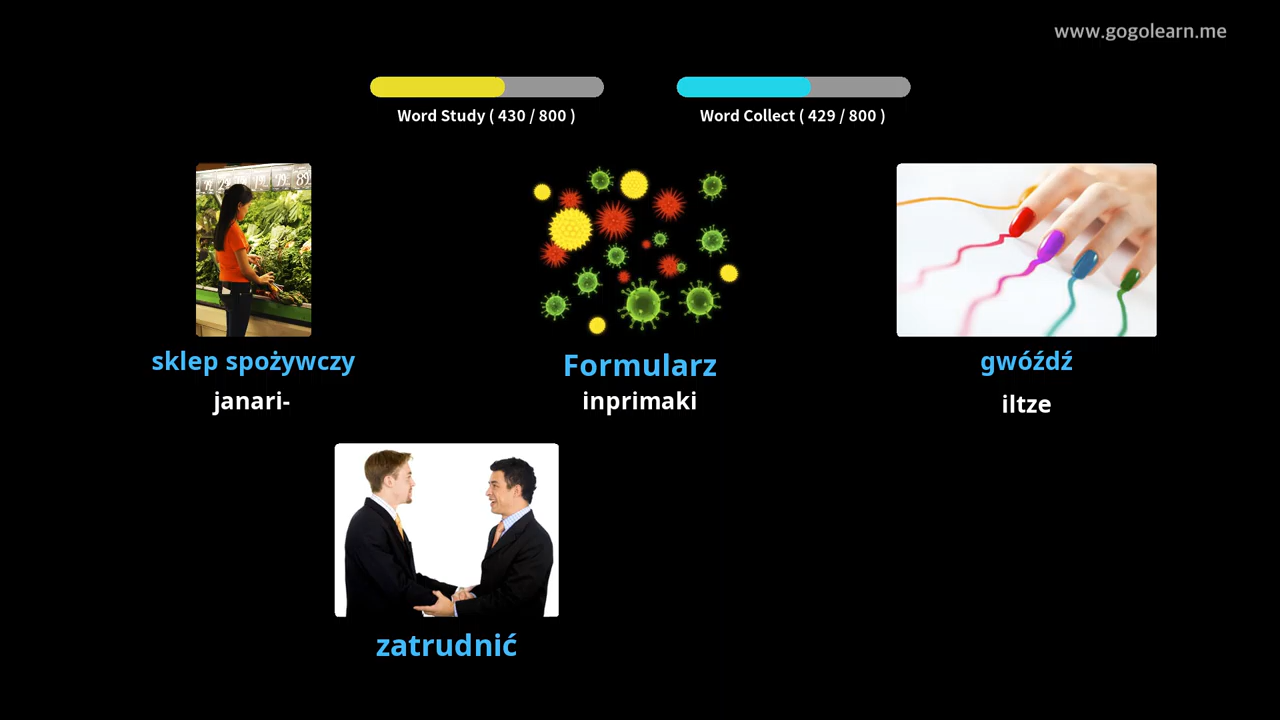 www.gogolearn.me
Word Study ( 430 / 800 )
Word Collect ( 429 / 800 )
sklep spożywczy
janari-
Formularz
inprimaki
gwóźdź
iltze
zatrudnić